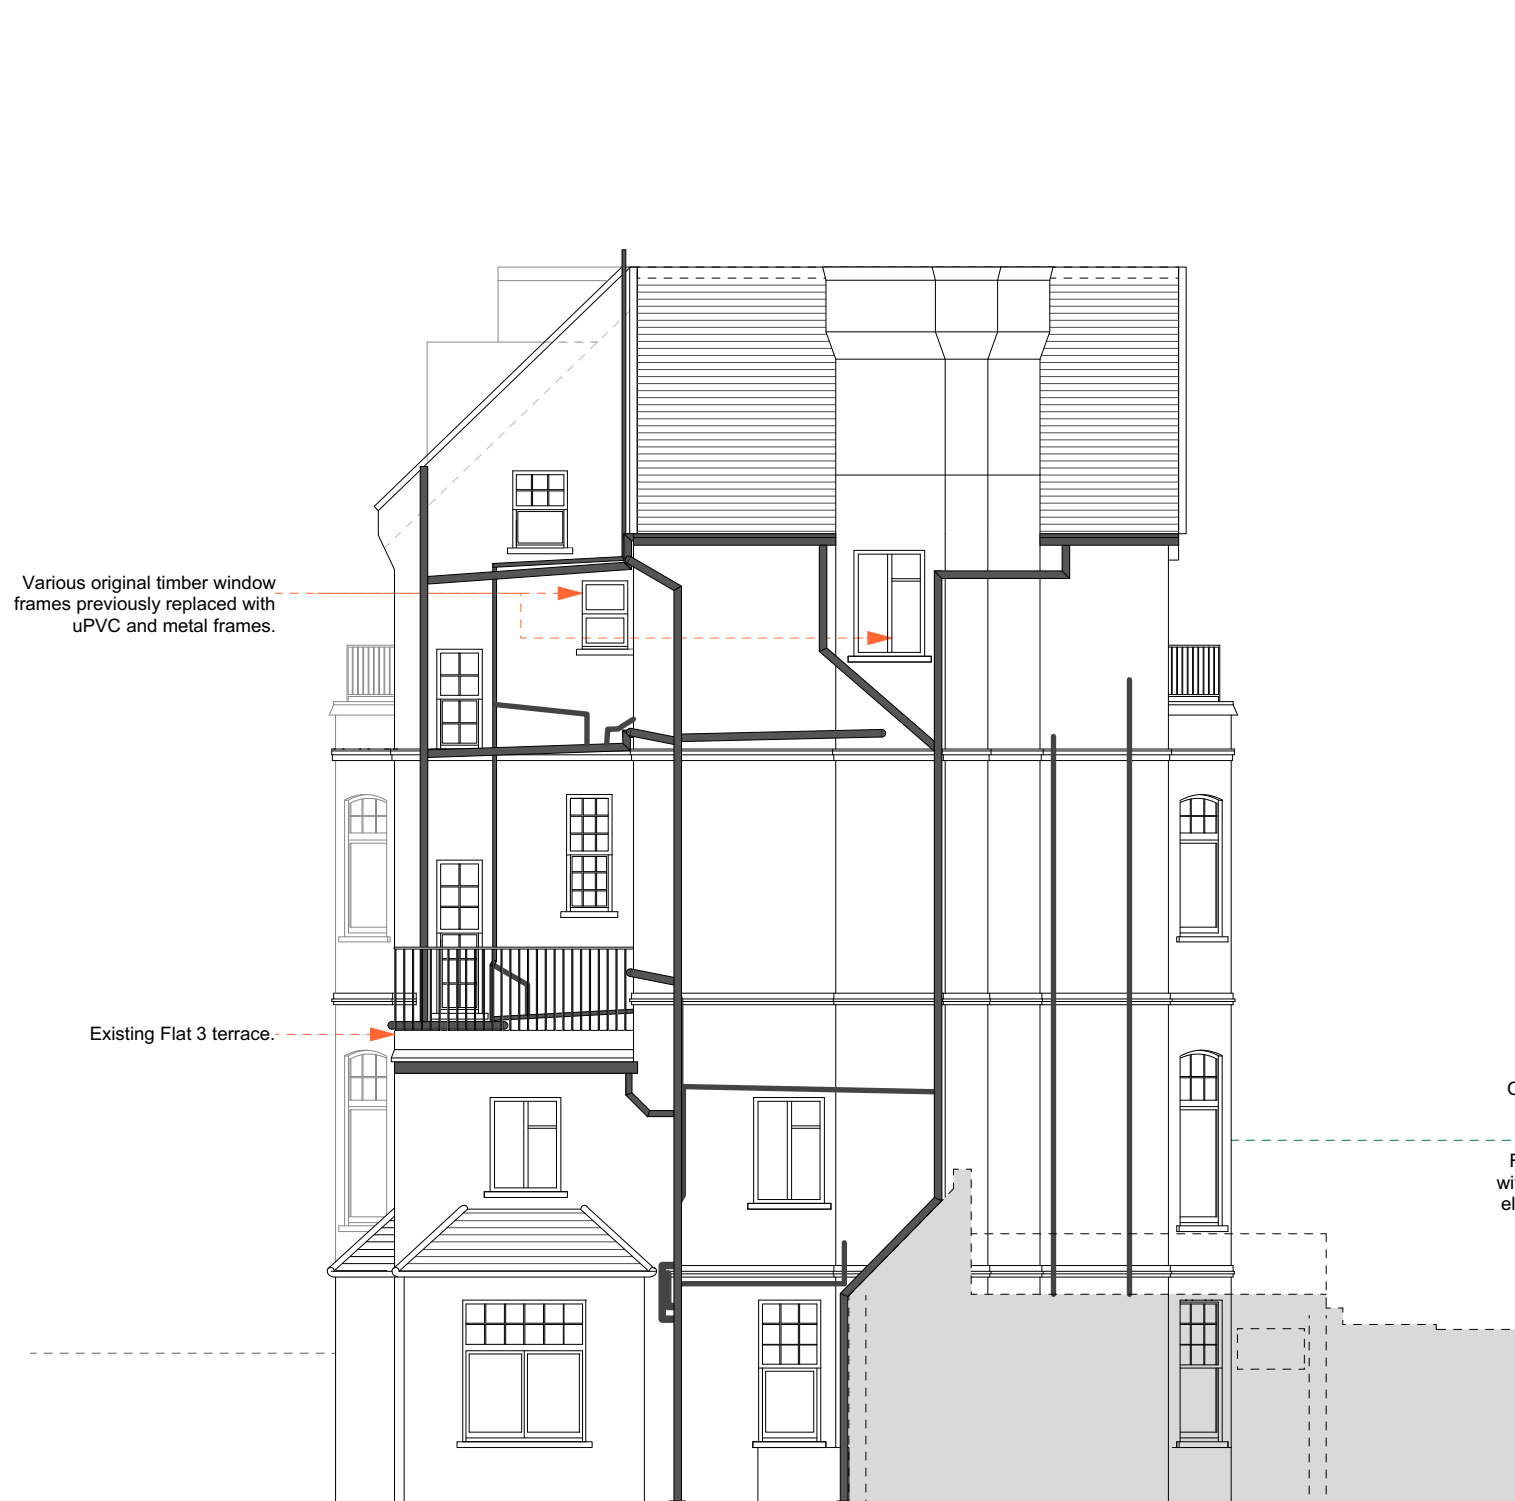 Various original timber window
frames previously replaced with
uPVC and metal frames.
Existing Flat 3 terrace.